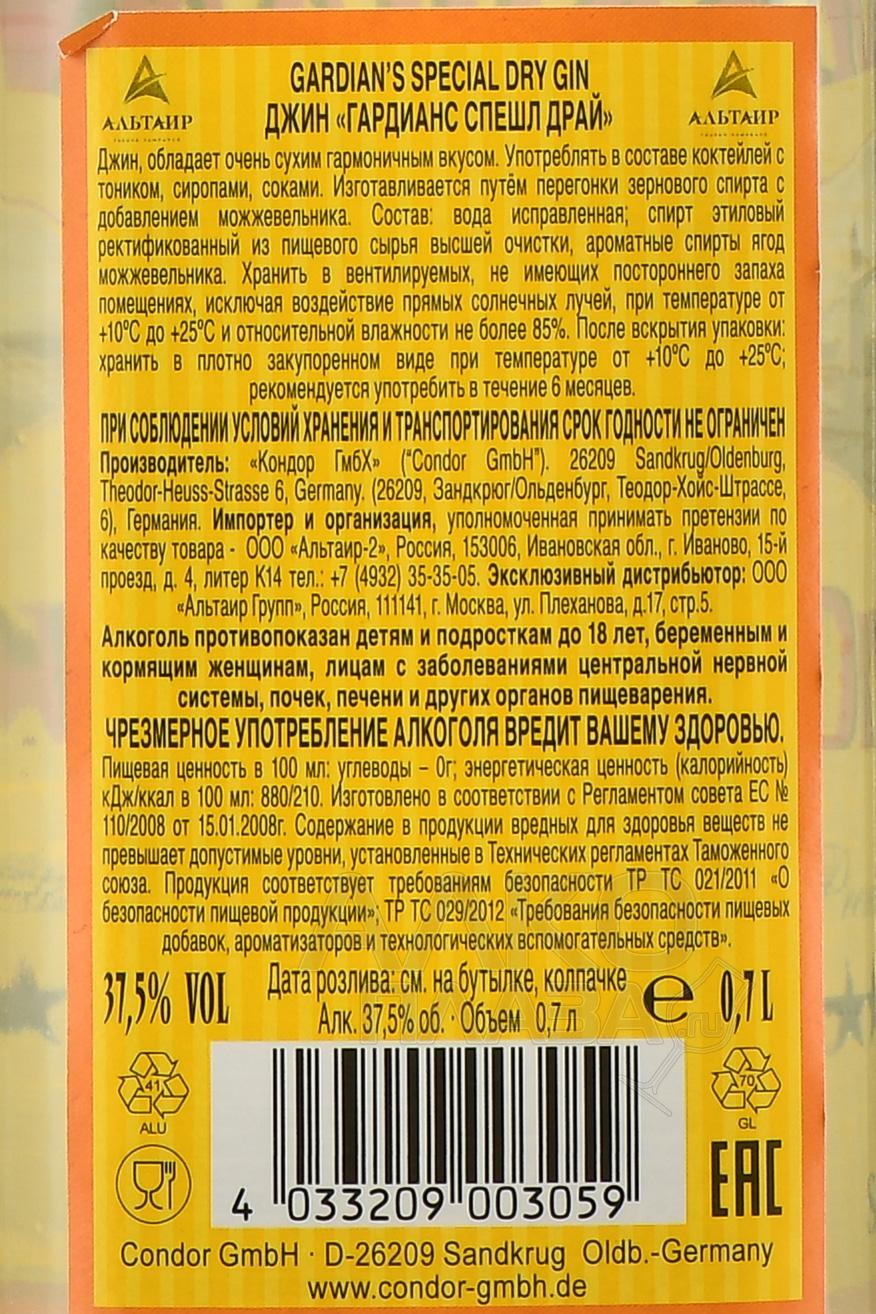 GARDIAN'S SPECIAL DRY GIN
АЛЬТАИР
ДЖИН «ГАРДИАНС СПЕШЛ ДРАЙ»
АЛЬТАИР
Джин, обладает очень сухим гармоничным вкусом. Употреблять в составе коктейлей с
тоником, сиропами, соками. Изготавливается путём перегонки зернового спирта с
добавлением можжевельника. Состав: вода исправленная; спирт этиловый
ректификованный из пищевого сырья высшей очистки, ароматные спирты ягод
можжевельника. Хранить в вентилируемых, не имеющих постороннего запаха
помещениях, исключая воздействие прямых солнечных лучей, при температуре от
+10°С до +25°С и относительной влажности не более 85%. После вскрытия упаковки:
хранить в плотно закупоренном виде при температуре от +10°С до +25°С;
рекомендуется употребить в течение 6 месяцев.
ПРИ СОБЛЮДЕНИИ УСЛОВИЙ ХРАНЕНИЯ И ТРАНСПОРТИРОВАНИЯ СРОК ГОДНОСТИ НЕ ОГРАНИЧЕН
Производитель: «Кондор ГмбХ» ("Condor GmbH"). 26209 Sandkrug/Oldenburg,
Theodor-Heuss-Strasse 6, Germany. (26209, Зандкрюг/Ольденбург, Теодор-Хойс-Штрассе,
6), Германия. Импортер и организация, уполномоченная принимать претензии по
качеству товара - ООО «Альтаир-2», Россия, 153006, Ивановская обл., г. Иваново, 15-й
проезд, д. 4, литер К14 тел.: +7 (4932) 35-35-05. Эксклюзивный дистрибьютор: ООО
«Альтаир Групп», Россия, 111141, г. Москва, ул. Плеханова, д.17, стр.5.
Алкоголь противопоказан детям и подросткам до 18 лет, беременным и
кормящим женщинам, лицам с заболеваниями центральной нервной
системы, почек, печени и других органов пищеварения.
ЧРЕЗМЕРНОЕ УПОТРЕБЛЕНИЕ АЛКОГОЛЯ ВРЕДИТ ВАШЕМУ ЗДОРОВЬЮ.
Пищевая ценность в 100 мл: углеводы – 0г; энергетическая ценность (калорийность)
кДж/ккал в 100 мл: 880/210. Изготовлено в соответствии с Регламентом совета ЕС №
110/2008 от 15.01.2008г. Содержание в продукции вредных для здоровья веществ не
превышает допустимые уровни, установленные в Технических регламентах Таможенного
союза. Продукция соответствует требованиям безопасности ТР ТС 021/2011 «О
безопасности пищевой продукции»; ТР ТС 029/2012 «Требования безопасности пищевых
добавок, ароматизаторов и технологических вспомогательных средств».
37,5% VOL
Дата розлива: см. на бутылке, колпачке
Алк. 37,5% об. · Объем 0,7 л
e 0,7 L
41
ALU
70
GL
EAC
4 033209 003059
Condor GmbH · D-26209 Sandkrug Oldb.-Germany
www.condor-gmbh.de